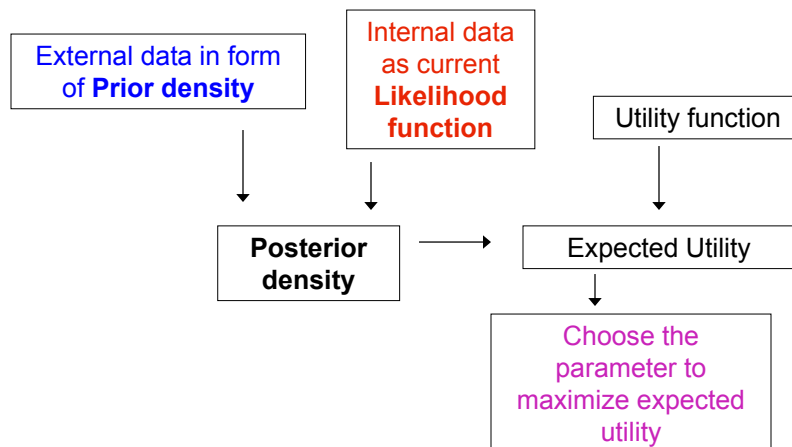 External data in form
of Prior density
Internal data
as current
Likelihood
function
Utility function
Posterior
density
Expected Utility
Choose the
parameter to
maximize expected
utility